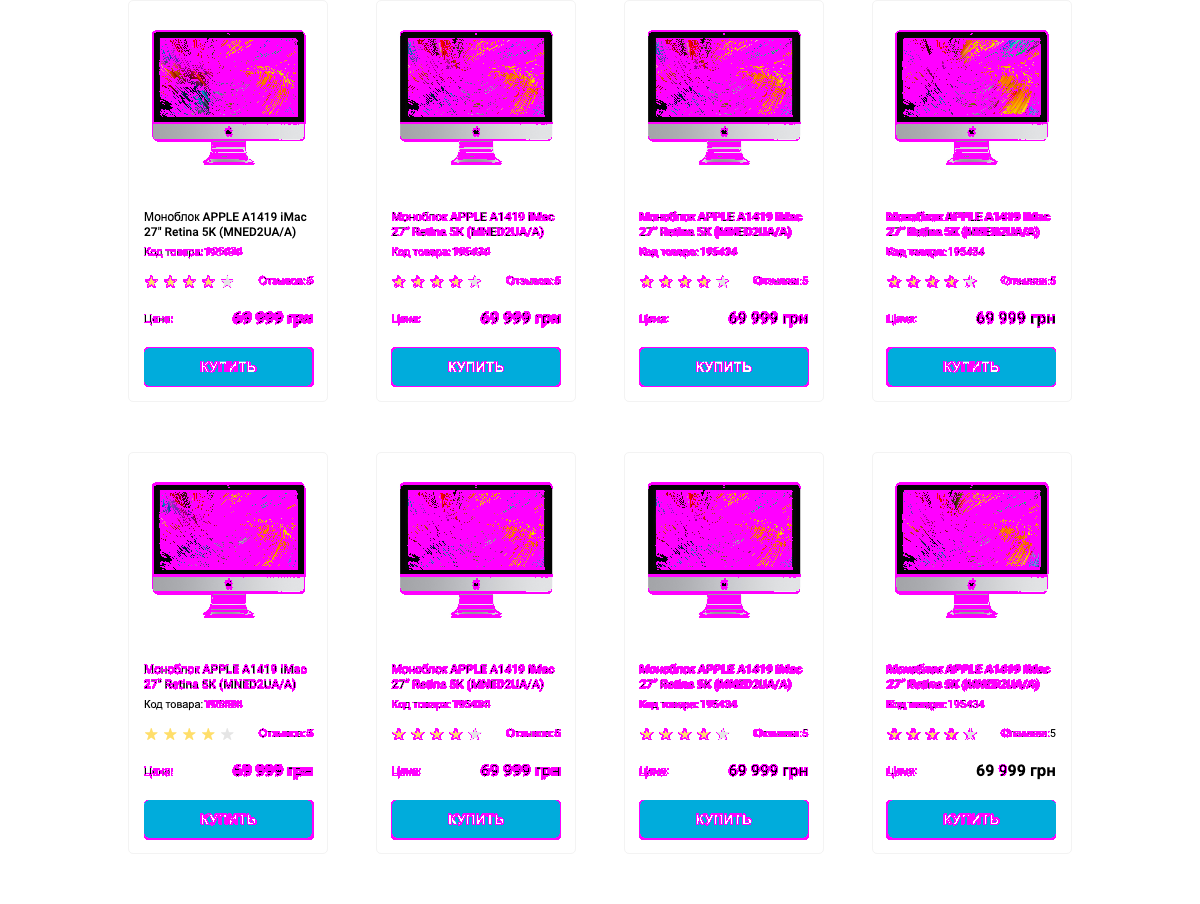 Моноблок APPLE A1419 iMac
27" Retina 5K (MNED2UA/A)
Код товара: 195434
Отзывов: 5
Цена:
69 999 грн
КУПИТЬ
Моноблок APPLE A1419 iMac
27" Retina 5K (MNED2UA/A)
Код товара: 195434
Отзывов: 5
Цена:
69 999 грн
КУПИТЬ
Моноблок APPLE A1419 iMac
27" Retina 5K (MNED2UA/A)
Код товара: 195434
Отзывов: 5
Цена:
69 999 грн
КУПИТЬ
Моноблок APPLE A1419 iMac
27" Retina 5K (MNED2UA/A)
Код товара: 195434
Отзывов: 5
Цена:
69 999 грн
КУПИТЬ
Моноблок APPLE A1419 iMac
27" Retina 5K (MNED2UA/A)
Код товара: 195434
Отзывов: 5
Цена:
69 999 грн
КУПИТЬ
Моноблок APPLE A1419 iMac
27" Retina 5K (MNED2UA/A)
Код товара: 195434
Отзывов: 5
Цена:
69 999 грн
КУПИТЬ
Моноблок APPLE A1419 iMac
27" Retina 5K (MNED2UA/A)
Код товара: 195434
Отзывов: 5
Цена:
69 999 грн
КУПИТЬ
Моноблок APPLE A1419 iMac
27" Retina 5K (MNED2UA/A)
Код товара: 195434
Отзывов: 5
Цена:
69 999 грн
КУПИТЬ